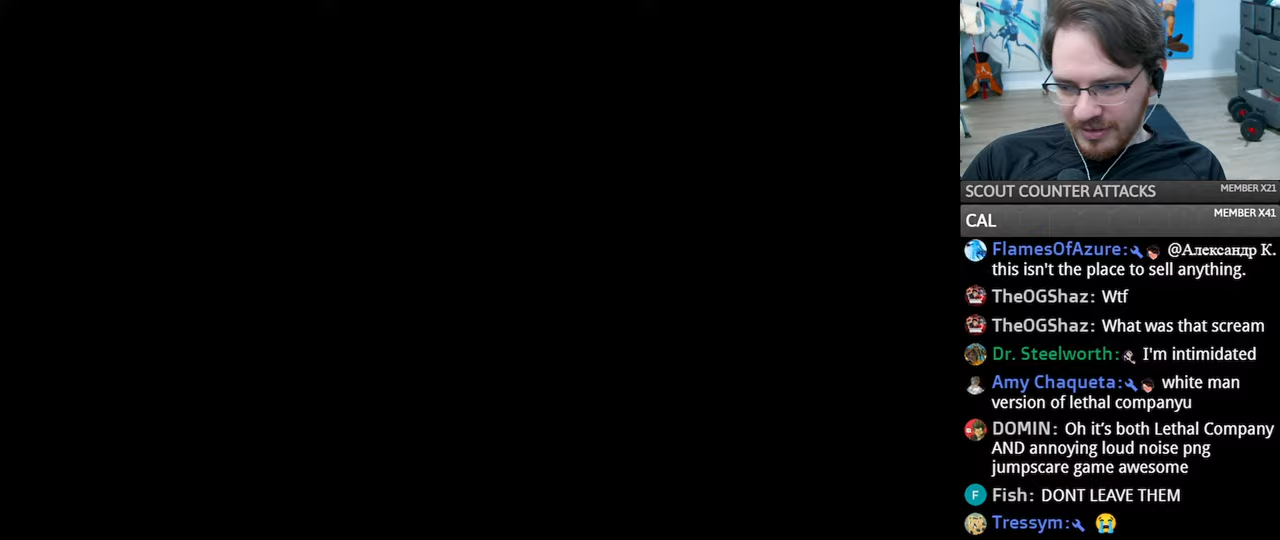 SCOUT COUNTER ATTACKS MEMBER X21
CAL MEMBER X41
FlamesOfAzure: @Александр К.
this isn't the place to sell anything.
TheOGShaz: Wtf
TheOGShaz: What was that scream
Dr. Steelworth: I'm intimidated
Amy Chaqueta: white man
version of lethal companyu
DOMIN: Oh it's both Lethal Company
AND annoying loud noise png
jumpscare game awesome
F Fish: DONT LEAVE THEM
Tressym: 😭